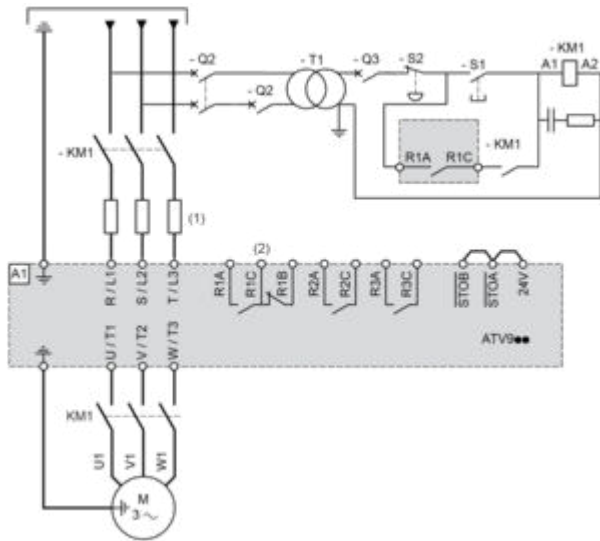 - Q2
- T1
- Q3
- S2
- S1
- KM1
A1
A2
- Q2
- KM1
R1A
R1C
- KM1
(1)
(2)
A1
R / L1
S / L2
T / L3
R1A
R1C
R1B
R2A
R2C
R3A
R3C
STOB
STOA
24V
U / T1
V / T2
W / T3
ATV9●●
KM1
U1
V1
W1
M
3 ~